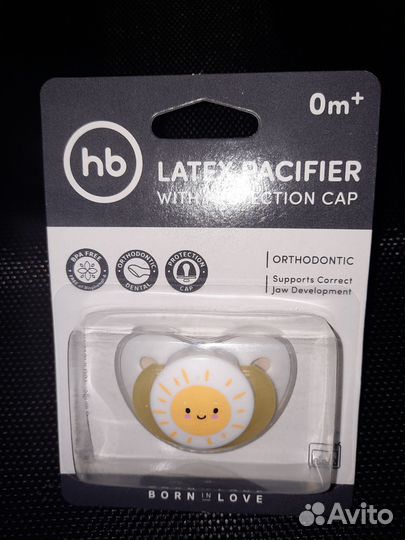 0m+
hb
LATEX PACIFIER
WITH PROTECTION CAP
BPA FREE
ORTHODONTIC
DENTAL
PROTECTION
CAP
ORTHODONTIC
Supports Correct
Jaw Development
BORN IN LOVE
Avito